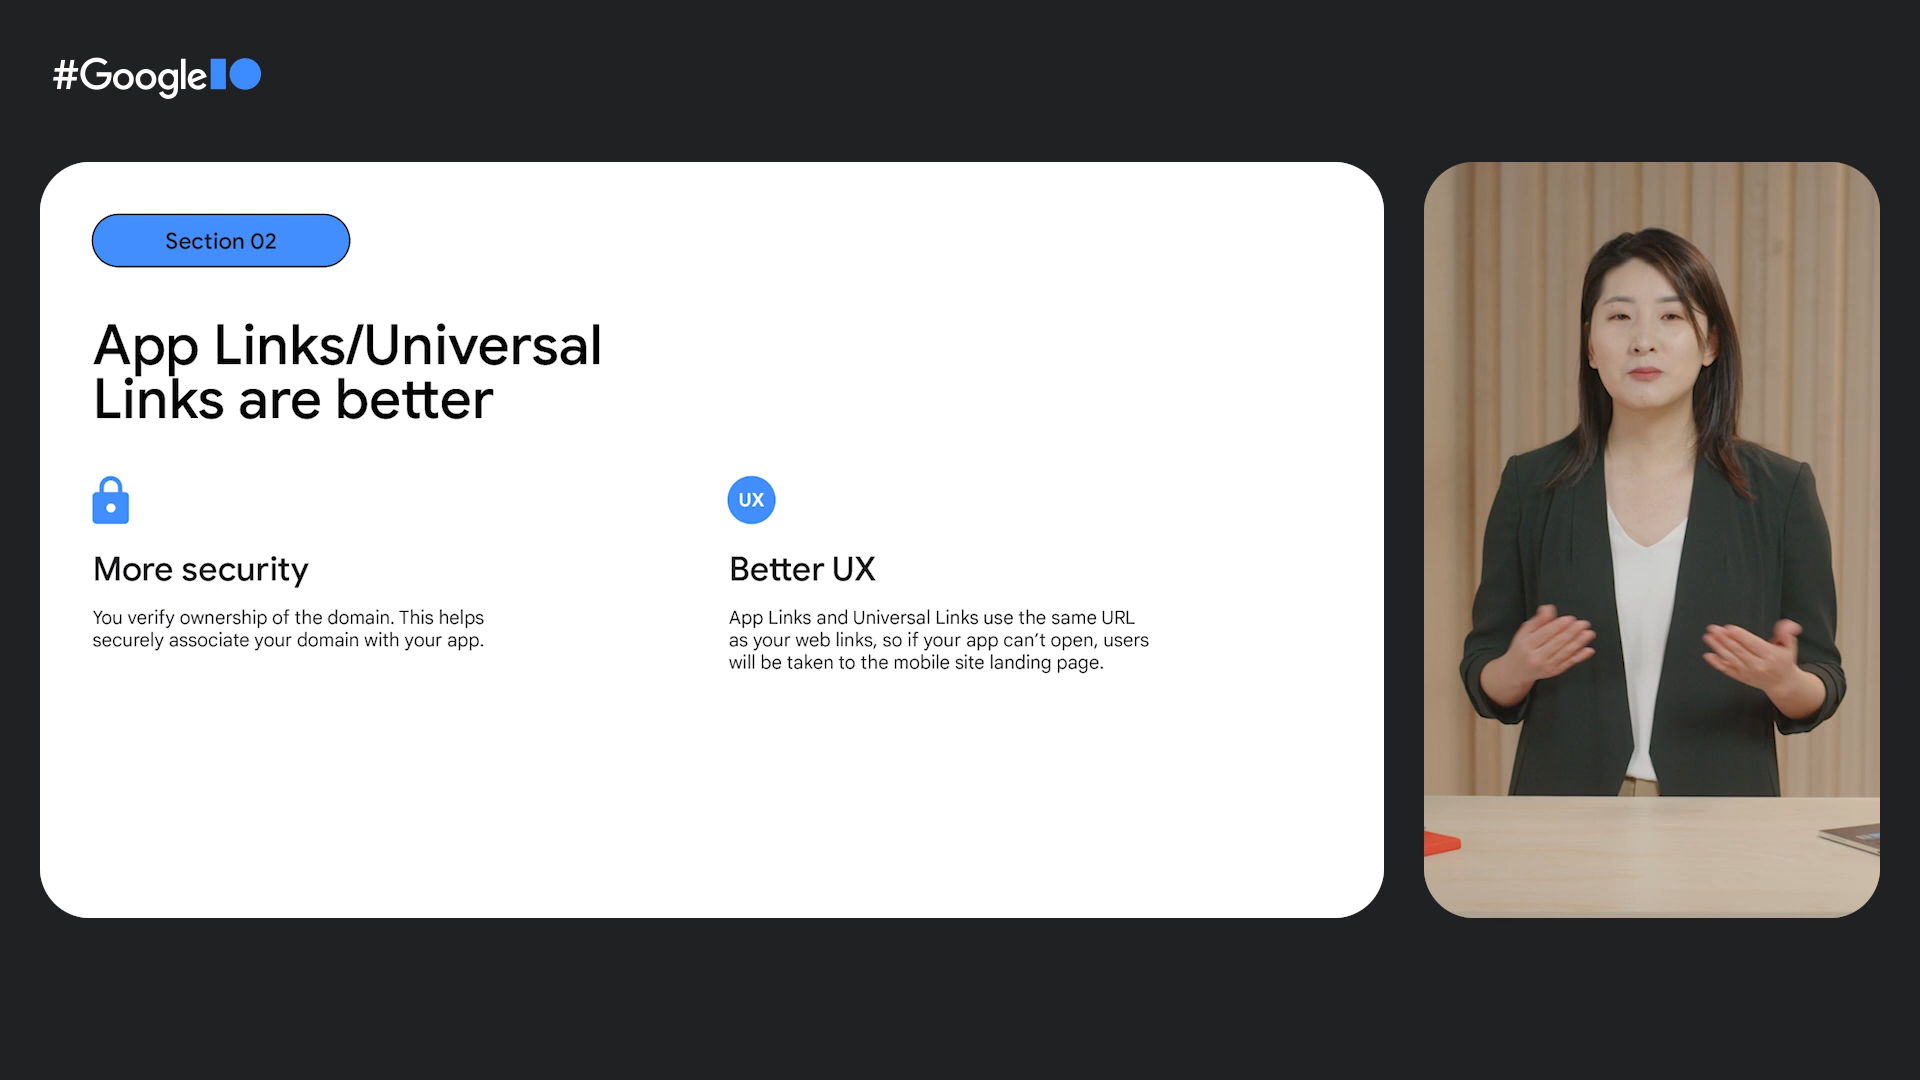 #GoogleIO
Section 02
App Links/Universal
Links are better
More security
You verify ownership of the domain. This helps
securely associate your domain with your app.
UX
Better UX
App Links and Universal Links use the same URL
as your web links, so if your app can’t open, users
will be taken to the mobile site landing page.